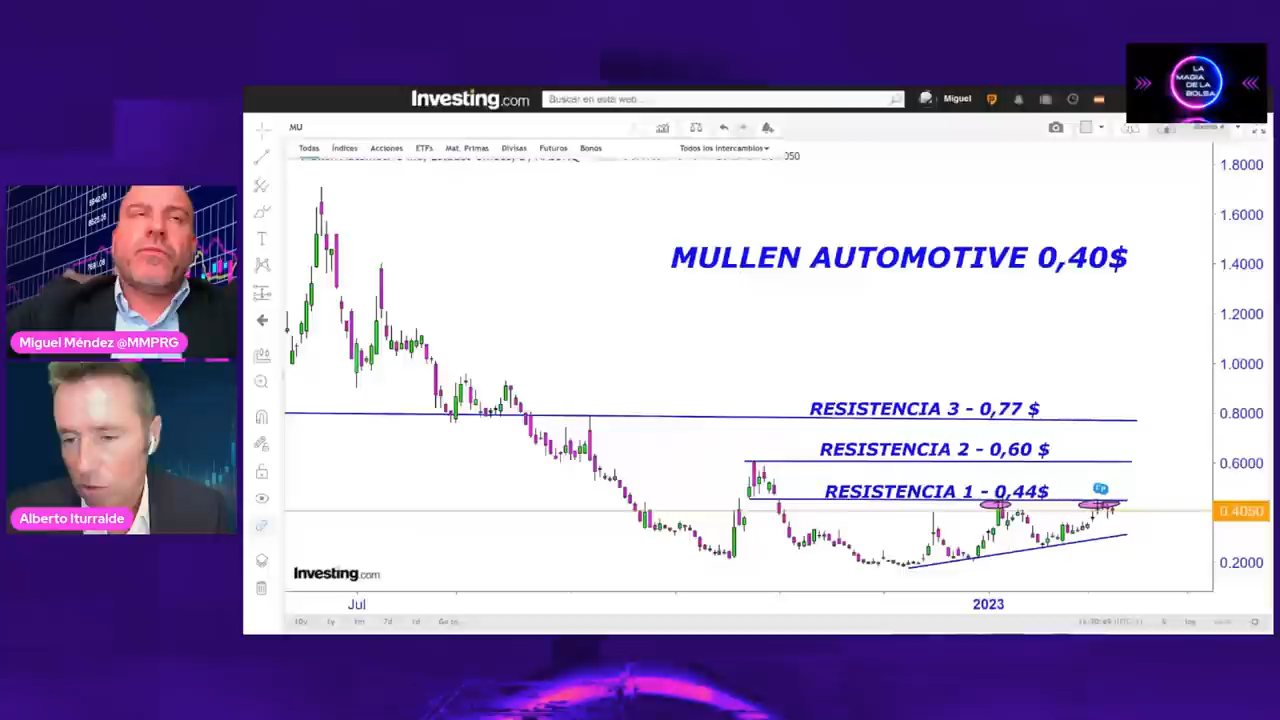 LA
MAGIA
DE LA
BOLSA
Investing.com
Buscar en esta web...
Miguel
MU
Todas Índices Acciones ETFs Mat. Primas Divisas Futuros Bonos Todos los intercambios
050
1.8000
1.6000
1.4000
1.2000
1.0000
0.8000
0.6000
0.4050
0.2000
MULLEN AUTOMOTIVE 0,40$
RESISTENCIA 3 - 0,77 $
RESISTENCIA 2 - 0,60 $
RESISTENCIA 1 - 0,44$
Miguel Méndez @MMPRG
Alberto Iturralde
Investing.com
Jul 2023
Go to...